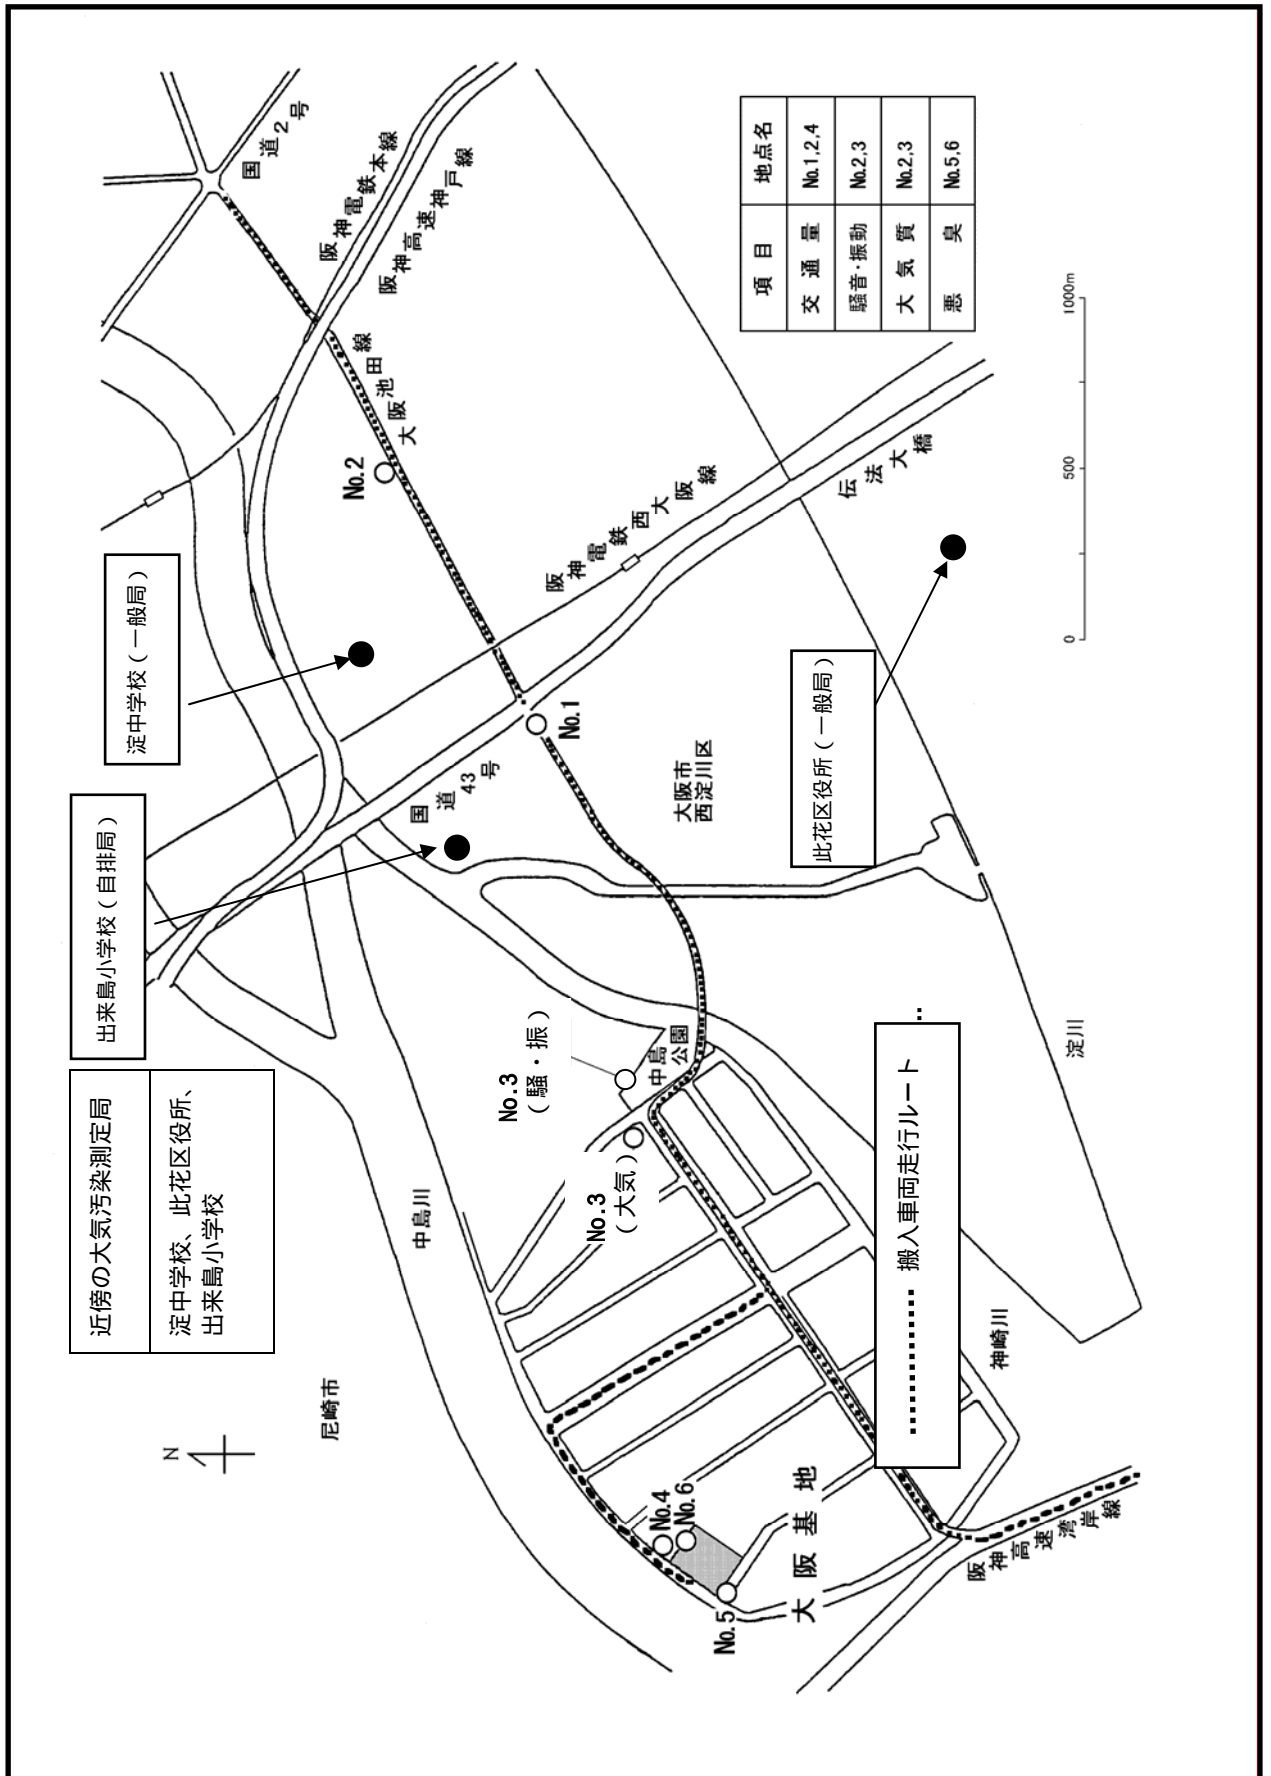 近傍の大気汚染測定局
淀中学校、此花区役所、
出来島小学校
出来島小学校（自排局）
淀中学校（一般局）
此花区役所（一般局）
国道2号
阪神電鉄本線
阪神高速神戸線
大阪池田線
No.2
阪神電鉄西大阪線
伝法大橋
国道43号
No.1
大阪市
西淀川区
項目 地点名
交通量 No.1,2,4
騒音・振動 No.2,3
大気質 No.2,3
悪臭 No.5,6
0 500 1000m
N
尼崎市
中島川
No.3
（騒・振）
No.3
（大気）
中島
公園
淀川
神崎川
搬入車両走行ルート
No.4
No.6
No.5
大阪基地
阪神高速湾岸線